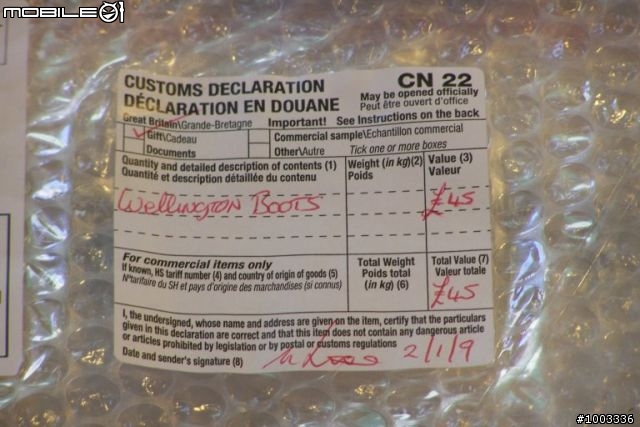 MOBILE01
CUSTOMS DECLARATION
DÉCLARATION EN DOUANE
CN 22
May be opened officially
Peut être ouvert d'office
Great Britain\Grande-Bretagne
Important! See Instructions on the back
Gift\Cadeau
Commercial sample\Echantillon commercial
Documents
Other\Autre
Tick one or more boxes
Quantity and detailed description of contents (1)
Quantité et description détaillée du contenu
Weight (in kg)(2)
Poids
Value (3)
Valeur
Wellington Boots
£45
For commercial items only
If known, HS tariff number (4) and country of origin of goods (5)
N°tarifaire du SH et pays d'origine des marchandises (si connus)
Total Weight
Poids total
(in kg) (6)
Total Value (7)
Valeur totale
£45
I, the undersigned, whose name and address are given on the item, certify that the particulars
given in this declaration are correct and that this item does not contain any dangerous article
or articles prohibited by legislation or by postal or customs regulations
Date and sender's signature (8)
2/1/9
#1003336